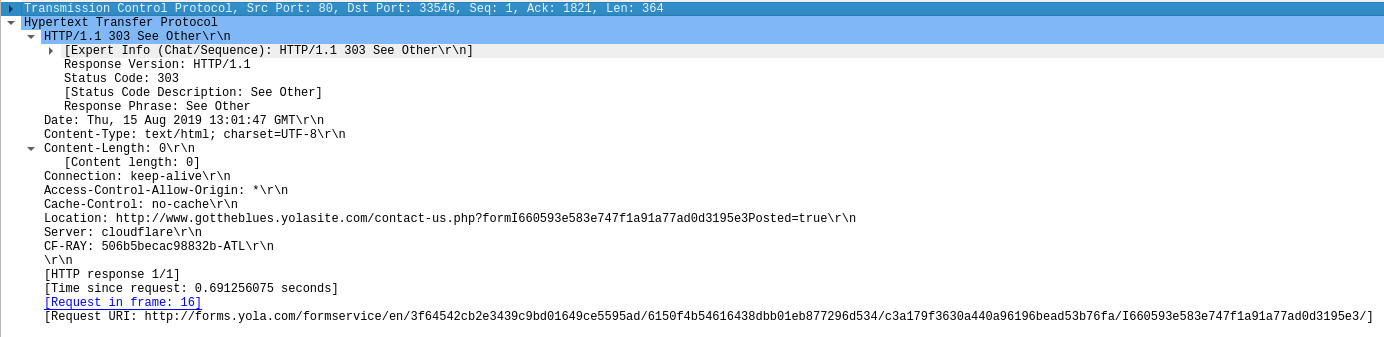 Transmission Control Protocol, Src Port: 80, Dst Port: 33546, Seq: 1, Ack: 1821, Len: 364
Hypertext Transfer Protocol
HTTP/1.1 303 See Other\r\n
[Expert Info (Chat/Sequence): HTTP/1.1 303 See Other\r\n]
Response Version: HTTP/1.1
Status Code: 303
[Status Code Description: See Other]
Response Phrase: See Other
Date: Thu, 15 Aug 2019 13:01:47 GMT\r\n
Content-Type: text/html; charset=UTF-8\r\n
Content-Length: 0\r\n
[Content length: 0]
Connection: keep-alive\r\n
Access-Control-Allow-Origin: *\r\n
Cache-Control: no-cache\r\n
Location: http://www.gottheblues.yolasite.com/contact-us.php?formI660593e583e747f1a91a77ad0d3195e3Posted=true\r\n
Server: cloudflare\r\n
CF-RAY: 506b5becac98832b-ATL\r\n
\r\n
[HTTP response 1/1]
[Time since request: 0.691256075 seconds]
[Request in frame: 16]
[Request URI: http://forms.yola.com/formservice/en/3f64542cb2e3439c9bd01649ce5595ad/6150f4b54616438dbb01eb877296d534/c3a179f3630a440a96196bead53b76fa/I660593e583e747f1a91a77ad0d3195e3/]